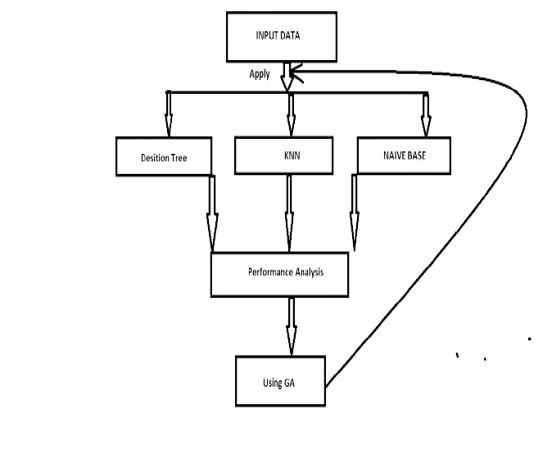 INPUT DATA
Apply
Desition Tree
KNN
NAIVE BASE
Performance Analysis
Using GA